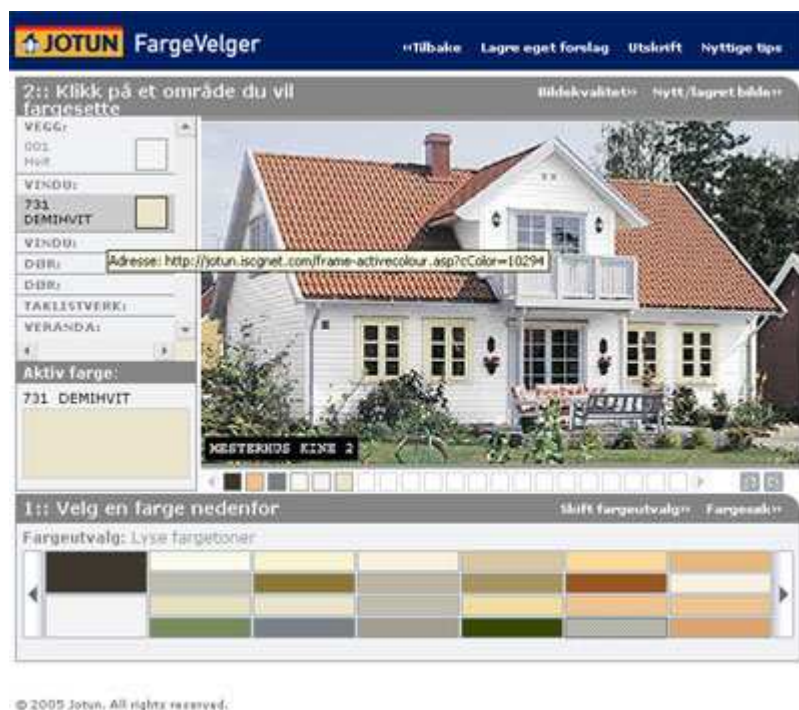 JOTUN FargeVelger
‹‹Tilbake Lagre eget forslag Utskrift Nyttige tips
2:: Klikk på et område du vil fargesette
Bildekvalitet›› Nytt/lagret bilde››
VEGG:
001
Hvit
VINDU:
731
DEMIHVIT
VINDU:
Adresse: http://jotun.iscgnet.com/frame-activecolour.asp?cColor=10294
DØR:
DØR:
TAKLISTVERK:
VERANDA:
Aktiv farge:
731 DEMIHVIT
MESTERHUS KINE 2
1:: Velg en farge nedenfor
Skift fargeutvalg›› Fargesøk››
Fargeutvalg: Lyse fargetoner
© 2005 Jotun. All rights reserved.